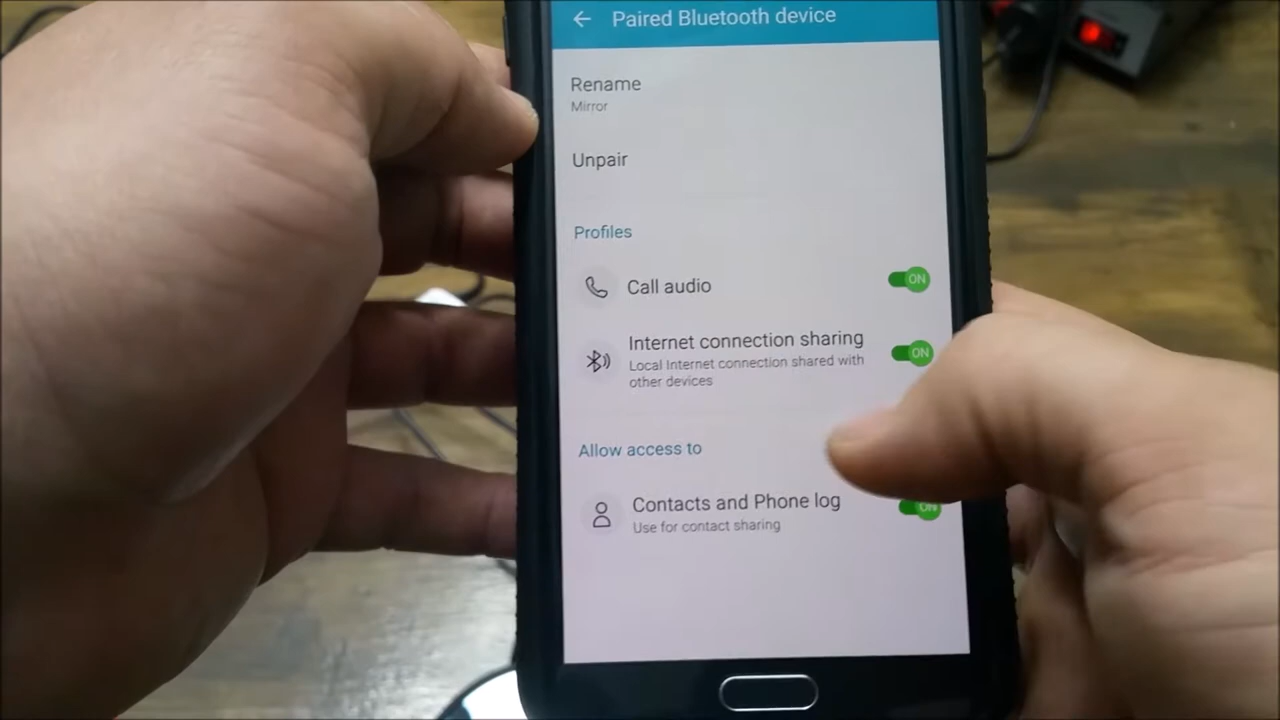 Paired Bluetooth device
Rename
Mirror
Unpair
Profiles
Call audio
ON
Internet connection sharing
Local Internet connection shared with
other devices
ON
Allow access to
Contacts and Phone log
Use for contact sharing
ON